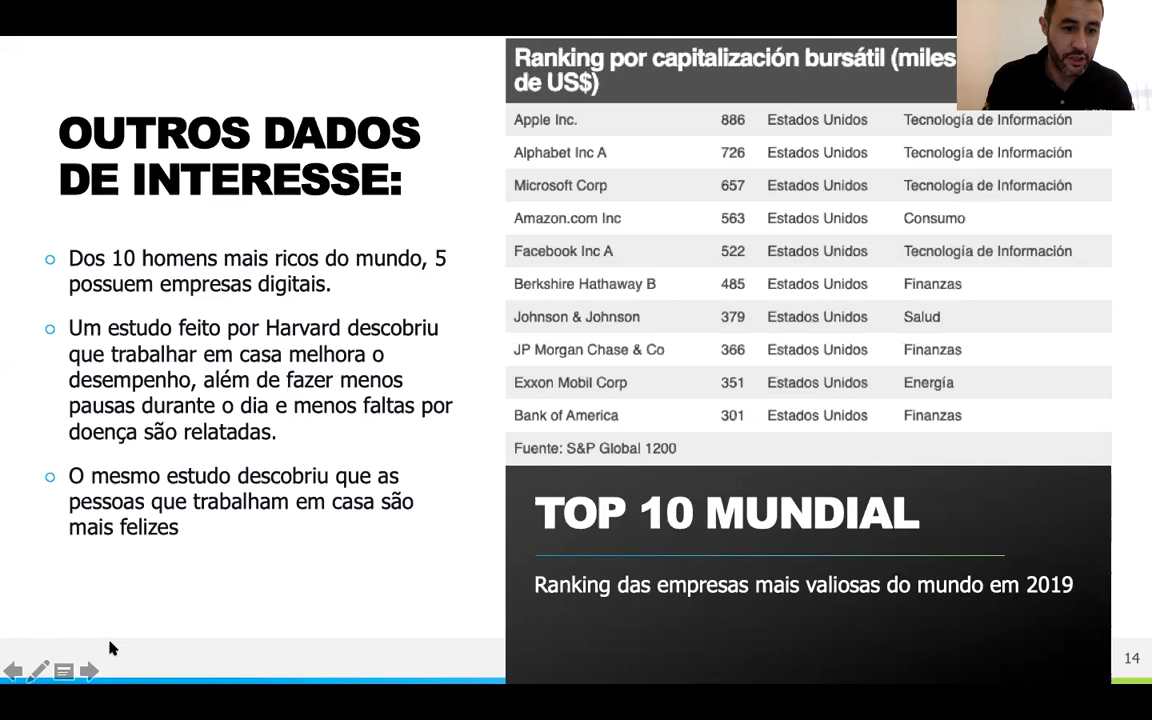 OUTROS DADOS
DE INTERESSE:
Dos 10 homens mais ricos do mundo, 5
possuem empresas digitais.
Um estudo feito por Harvard descobriu
que trabalhar em casa melhora o
desempenho, além de fazer menos
pausas durante o dia e menos faltas por
doença são relatadas.
O mesmo estudo descobriu que as
pessoas que trabalham em casa são
mais felizes
Ranking por capitalización bursátil (miles
de US$)
Apple Inc. 886 Estados Unidos Tecnología de Información
Alphabet Inc A 726 Estados Unidos Tecnología de Información
Microsoft Corp 657 Estados Unidos Tecnología de Información
Amazon.com Inc 563 Estados Unidos Consumo
Facebook Inc A 522 Estados Unidos Tecnología de Información
Berkshire Hathaway B 485 Estados Unidos Finanzas
Johnson & Johnson 379 Estados Unidos Salud
JP Morgan Chase & Co 366 Estados Unidos Finanzas
Exxon Mobil Corp 351 Estados Unidos Energía
Bank of America 301 Estados Unidos Finanzas
Fuente: S&P Global 1200
TOP 10 MUNDIAL
Ranking das empresas mais valiosas do mundo em 2019
14